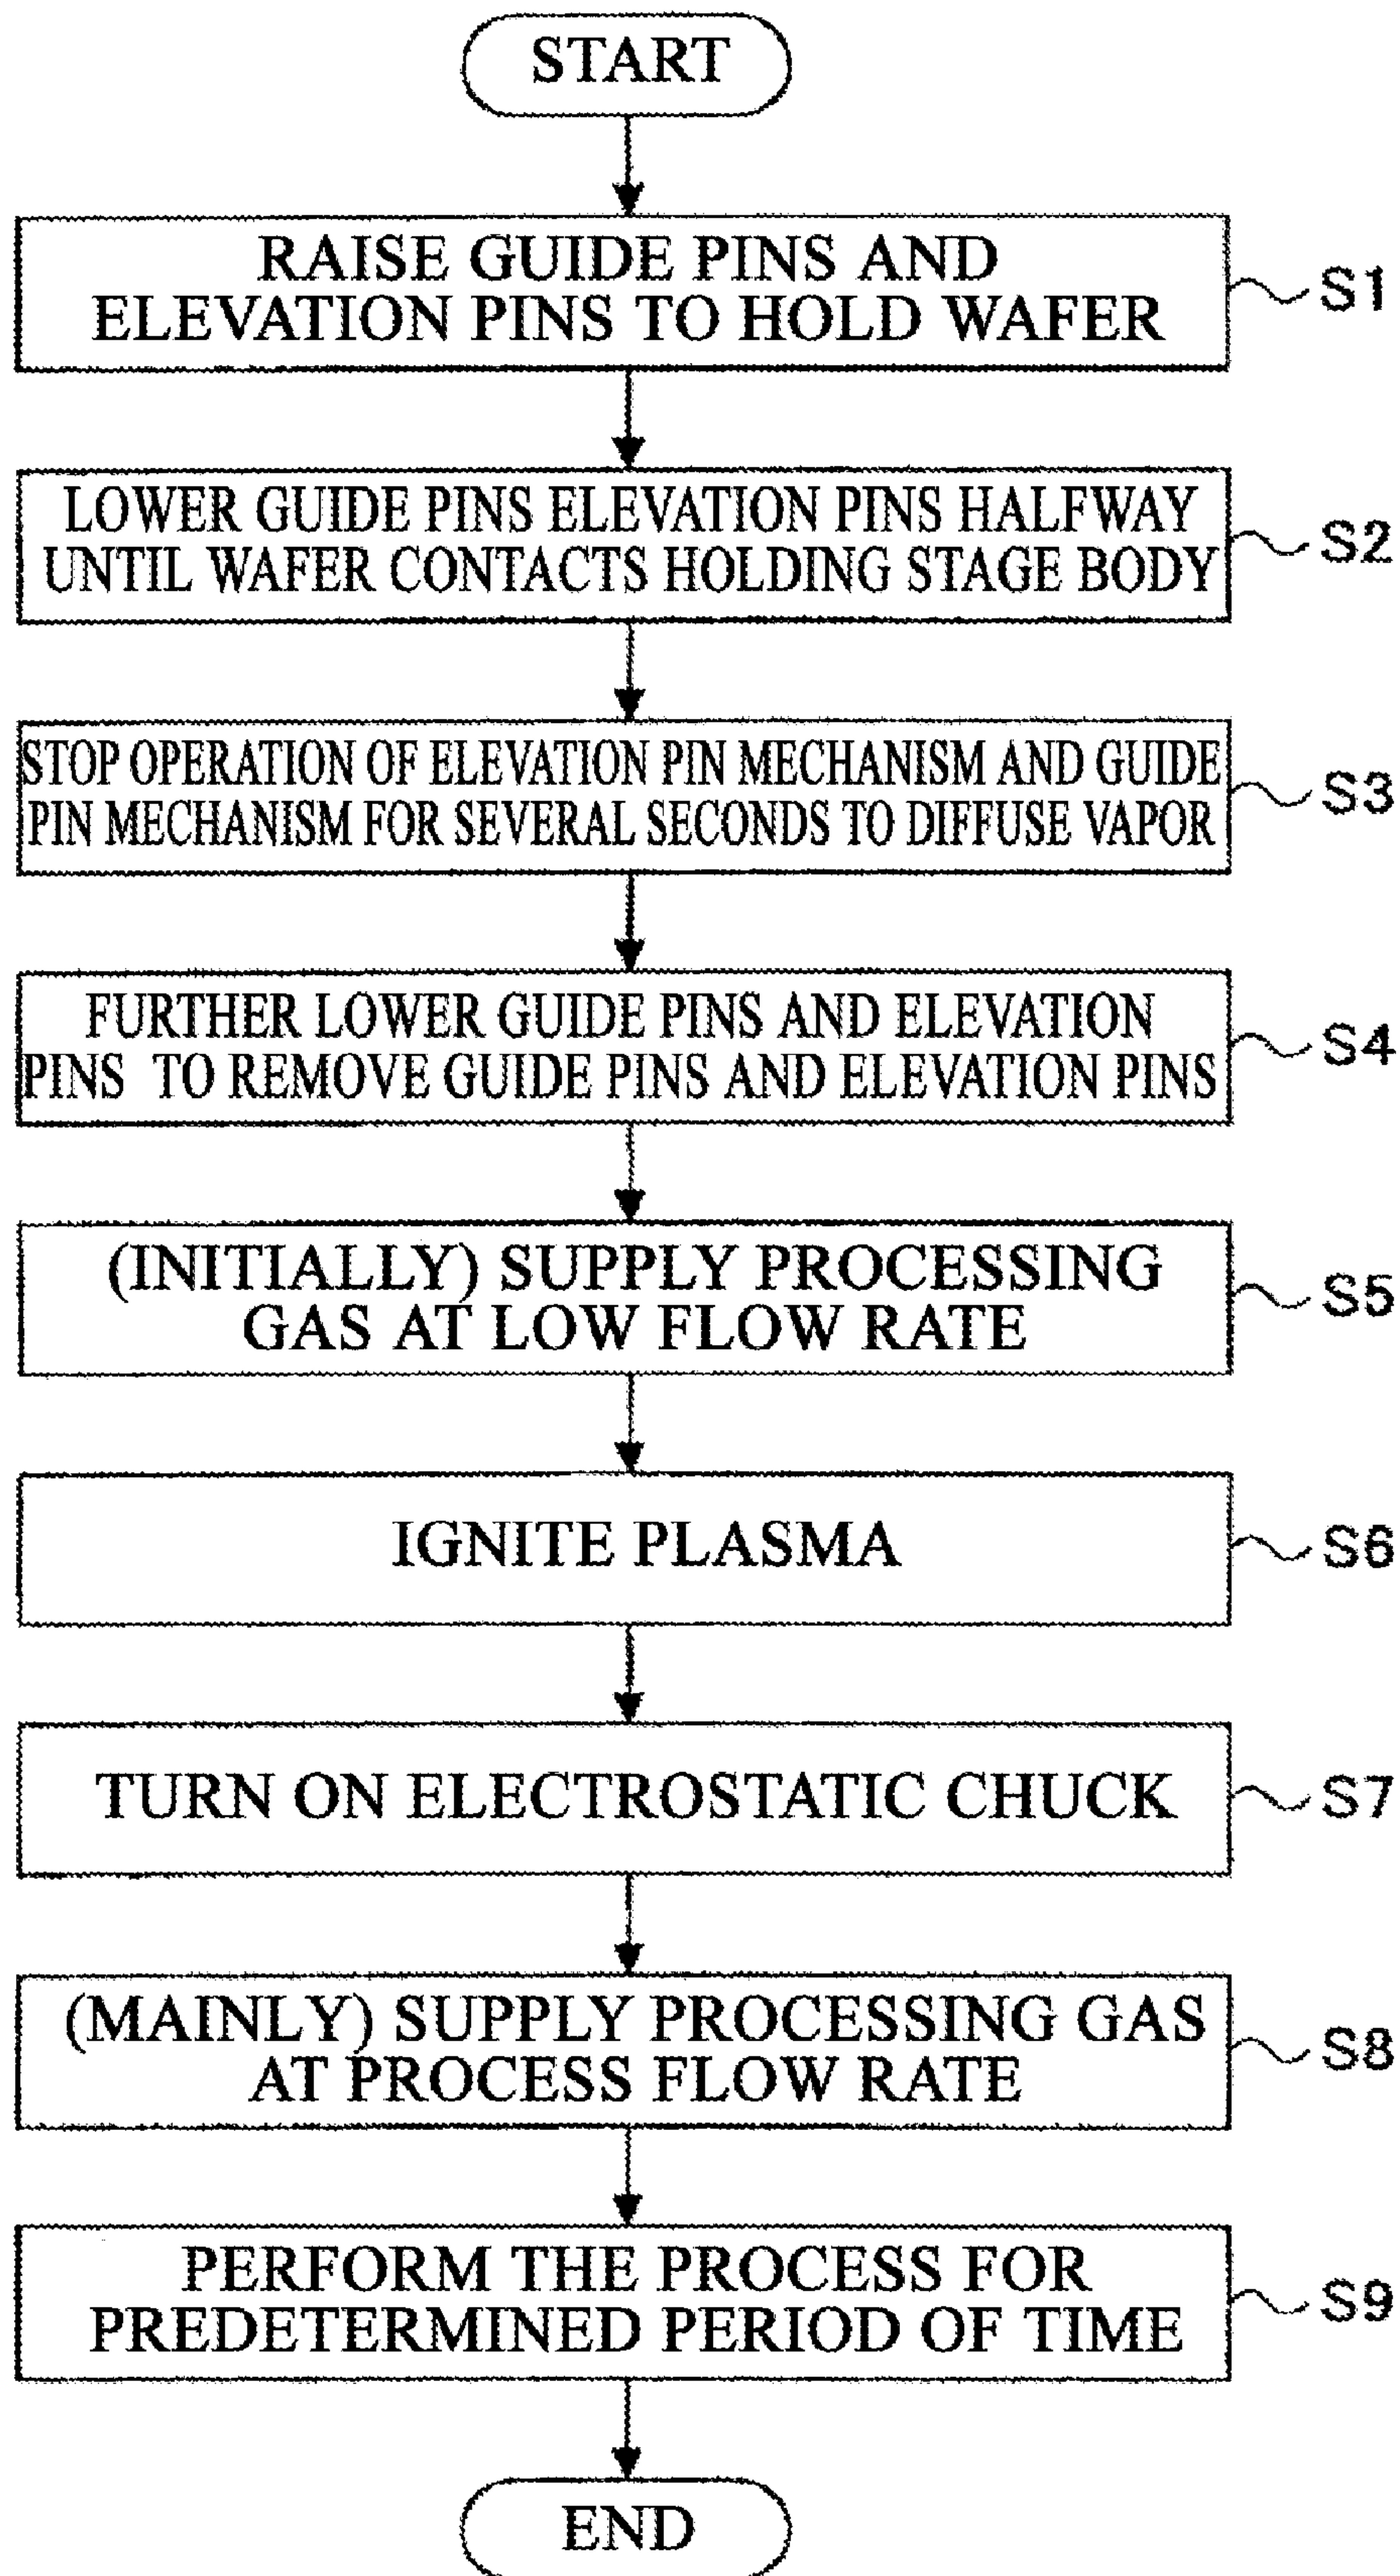 START
RAISE GUIDE PINS AND
ELEVATION PINS TO HOLD WAFER
S1
LOWER GUIDE PINS ELEVATION PINS HALFWAY
UNTIL WAFER CONTACTS HOLDING STAGE BODY
S2
STOP OPERATION OF ELEVATION PIN MECHANISM AND GUIDE
PIN MECHANISM FOR SEVERAL SECONDS TO DIFFUSE VAPOR
S3
FURTHER LOWER GUIDE PINS AND ELEVATION
PINS TO REMOVE GUIDE PINS AND ELEVATION PINS
S4
(INITIALLY) SUPPLY PROCESSING
GAS AT LOW FLOW RATE
S5
IGNITE PLASMA
S6
TURN ON ELECTROSTATIC CHUCK
S7
(MAINLY) SUPPLY PROCESSING GAS
AT PROCESS FLOW RATE
S8
PERFORM THE PROCESS FOR
PREDETERMINED PERIOD OF TIME
S9
END